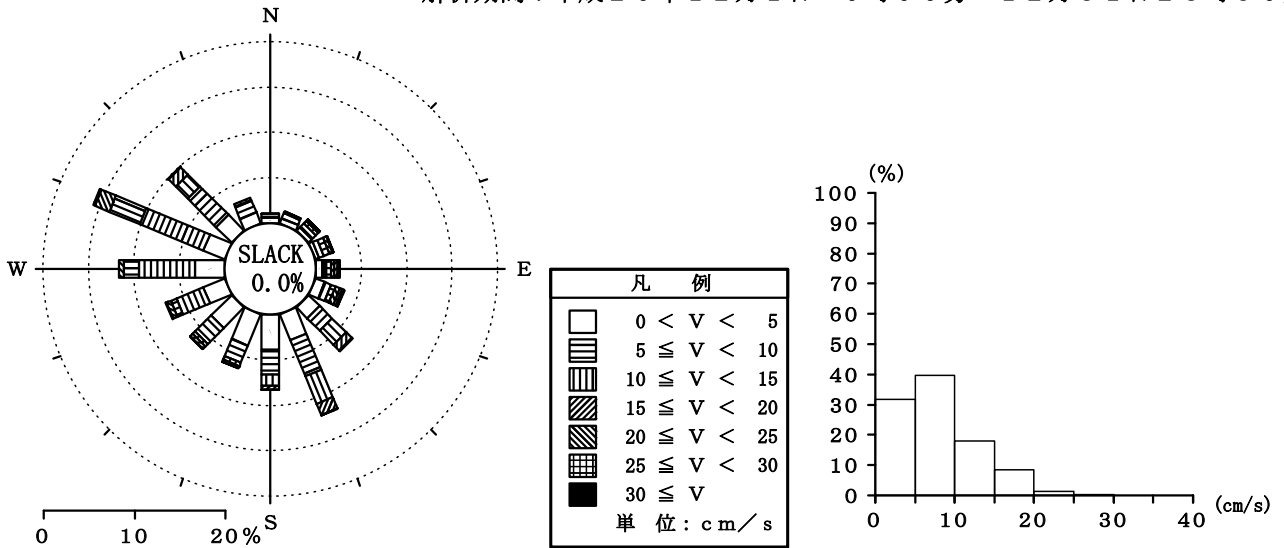 N
W
E
S
SLACK
0.0%
0 10 20%
凡 例
0 < V < 5
5 ≦ V < 10
10 ≦ V < 15
15 ≦ V < 20
20 ≦ V < 25
25 ≦ V < 30
30 ≦ V
単 位：ｃｍ／ｓ
(%)
100
90
80
70
60
50
40
30
20
10
0
0 10 20 30 40 (cm/s)